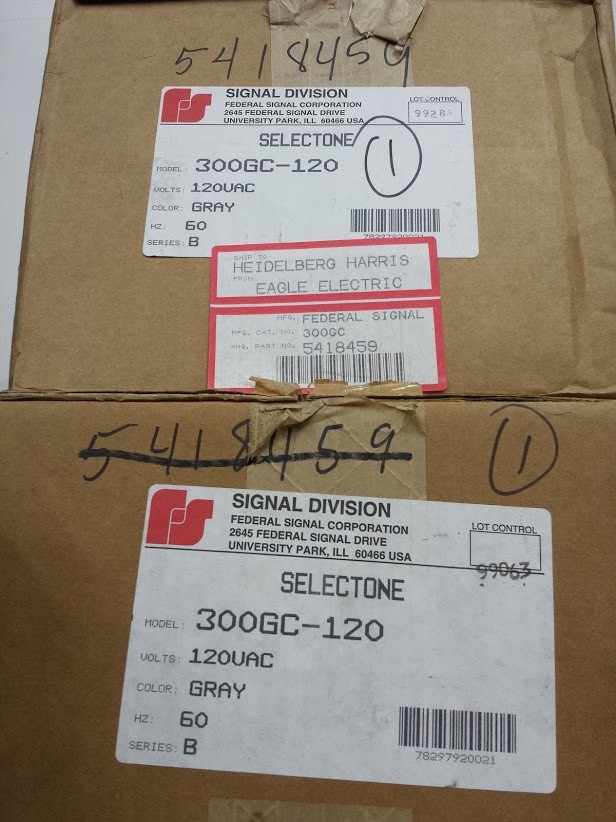 5418459
SIGNAL DIVISION
FEDERAL SIGNAL CORPORATION
2645 FEDERAL SIGNAL DRIVE
UNIVERSITY PARK, ILL 60466 USA
LOT CONTROL
9928
SELECTONE
1
MODEL: 300GC-120
VOLTS: 120VAC
COLOR: GRAY
HZ: 60
SERIES: B
78297920021
SHIP TO:
HEIDELBERG HARRIS
FROM:
EAGLE ELECTRIC
MFG. FEDERAL SIGNAL
MFG. CAT. NO. 300GC
HHG. PART NO. 5418459
5418459
1
SIGNAL DIVISION
FEDERAL SIGNAL CORPORATION
2645 FEDERAL SIGNAL DRIVE
UNIVERSITY PARK, ILL 60466 USA
LOT CONTROL
99063
SELECTONE
MODEL: 300GC-120
VOLTS: 120VAC
COLOR: GRAY
HZ: 60
SERIES: B
78297920021